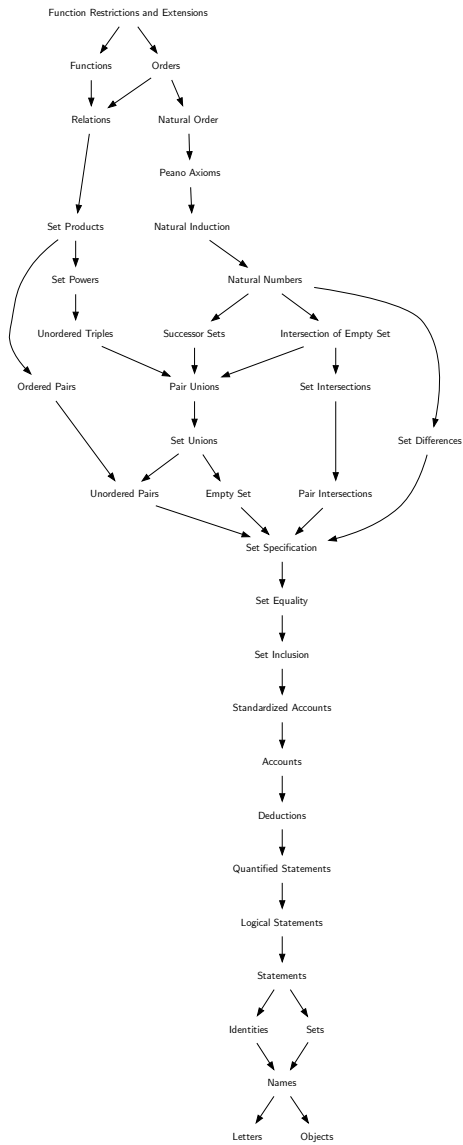 Function Restrictions and Extensions
Functions
Orders
Relations
Natural Order
Peano Axioms
Set Products
Natural Induction
Set Powers
Natural Numbers
Unordered Triples
Successor Sets
Intersection of Empty Set
Ordered Pairs
Pair Unions
Set Intersections
Set Unions
Set Differences
Unordered Pairs
Empty Set
Pair Intersections
Set Specification
Set Equality
Set Inclusion
Standardized Accounts
Accounts
Deductions
Quantified Statements
Logical Statements
Statements
Identities
Sets
Names
Letters
Objects